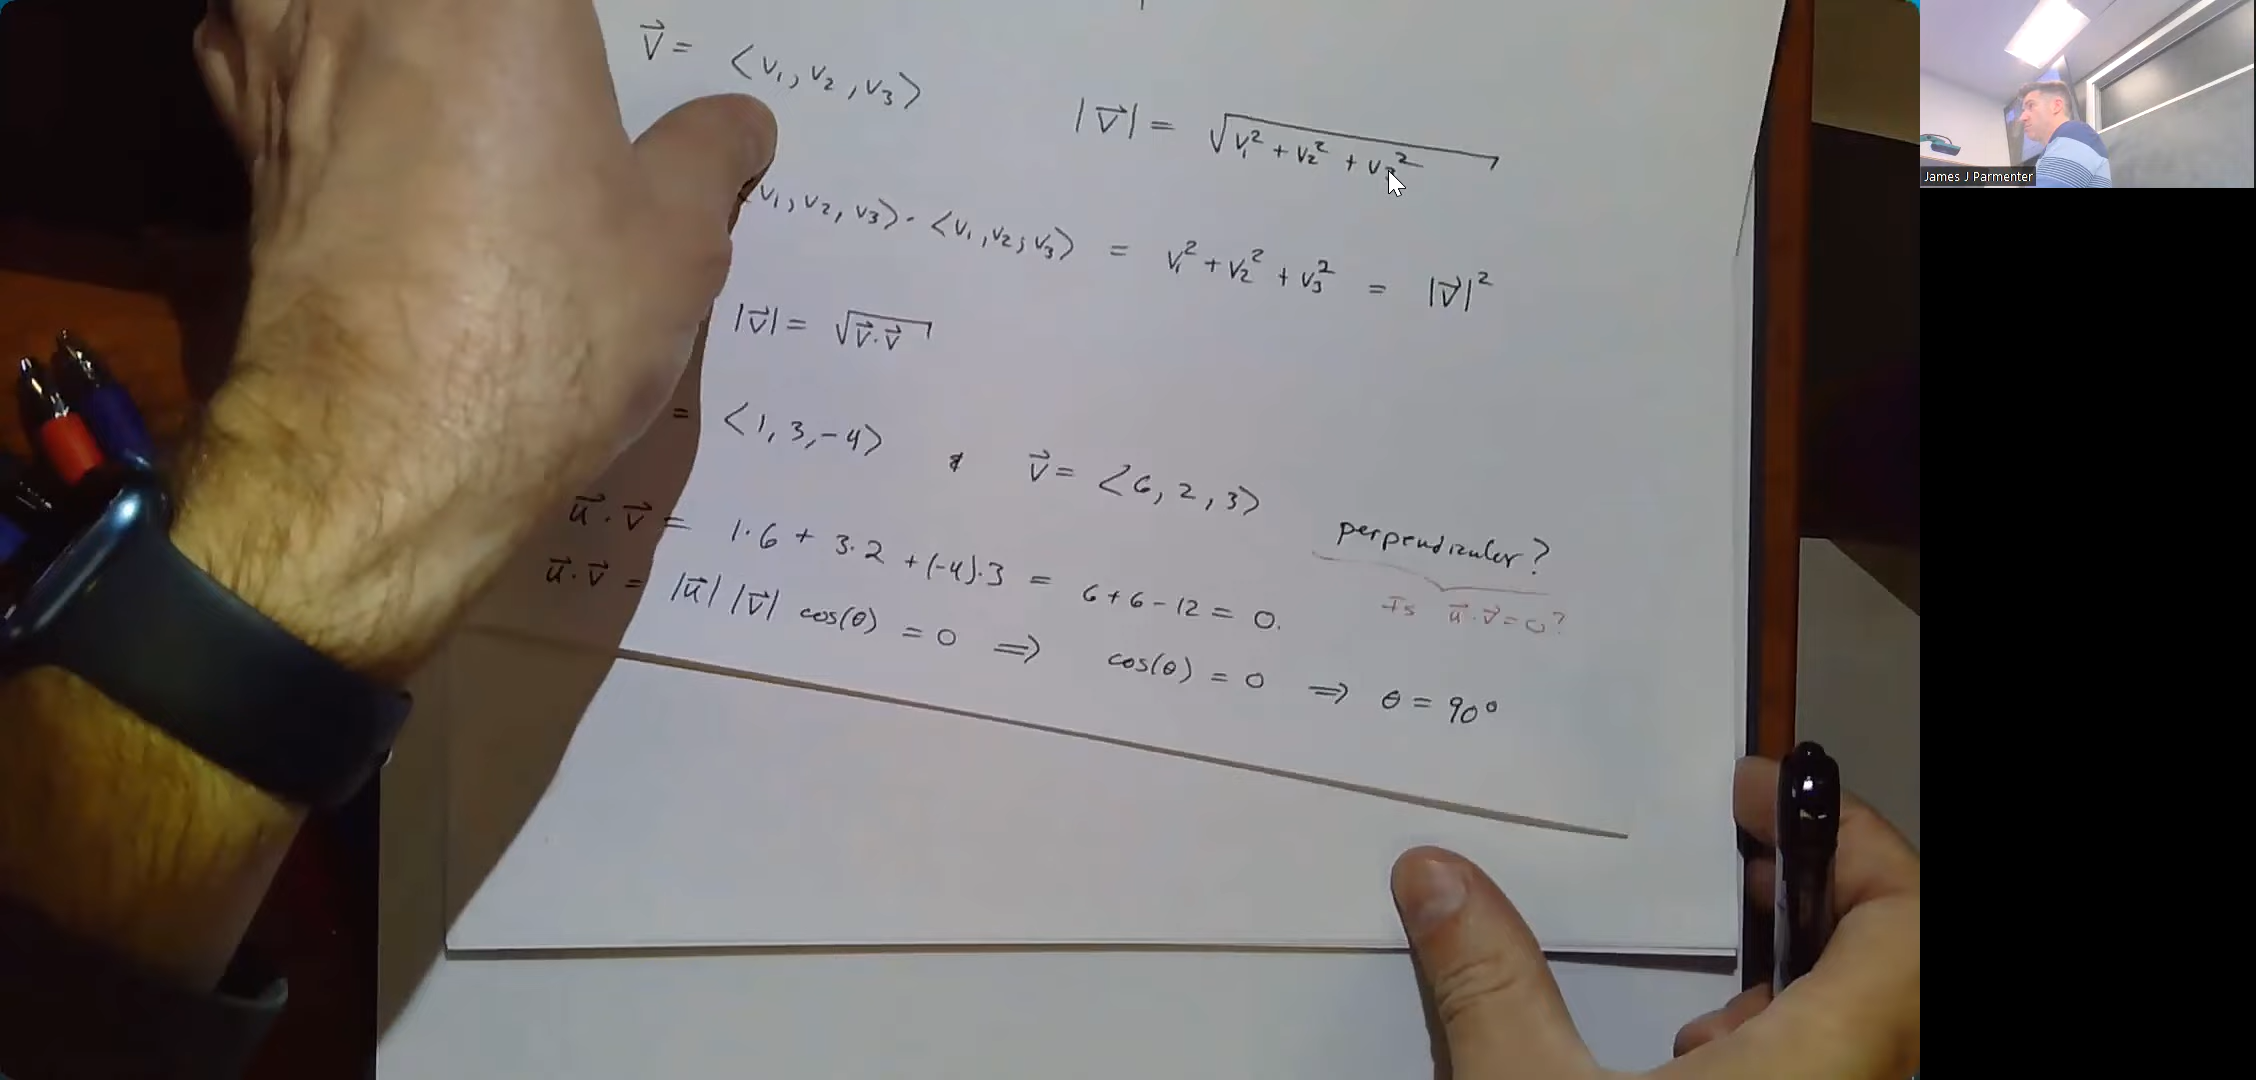 v⃗ = ⟨v₁, v₂, v₃⟩
|v⃗| = √(v₁² + v₂² + v₃²)
⟨v₁, v₂, v₃⟩ · ⟨v₁, v₂, v₃⟩ = v₁² + v₂² + v₃² = |v⃗|²
|v⃗| = √(v⃗·v⃗)
= ⟨1, 3, -4⟩ & v⃗ = ⟨6, 2, 3⟩
perpendicular?
u⃗ · v⃗ = 1·6 + 3·2 + (-4)·3 = 6 + 6 - 12 = 0.
Is u⃗·v⃗ = 0?
u⃗ · v⃗ = |u⃗| |v⃗| cos(θ) = 0 ⟹ cos(θ) = 0 ⟹ θ = 90°
James J Parmenter